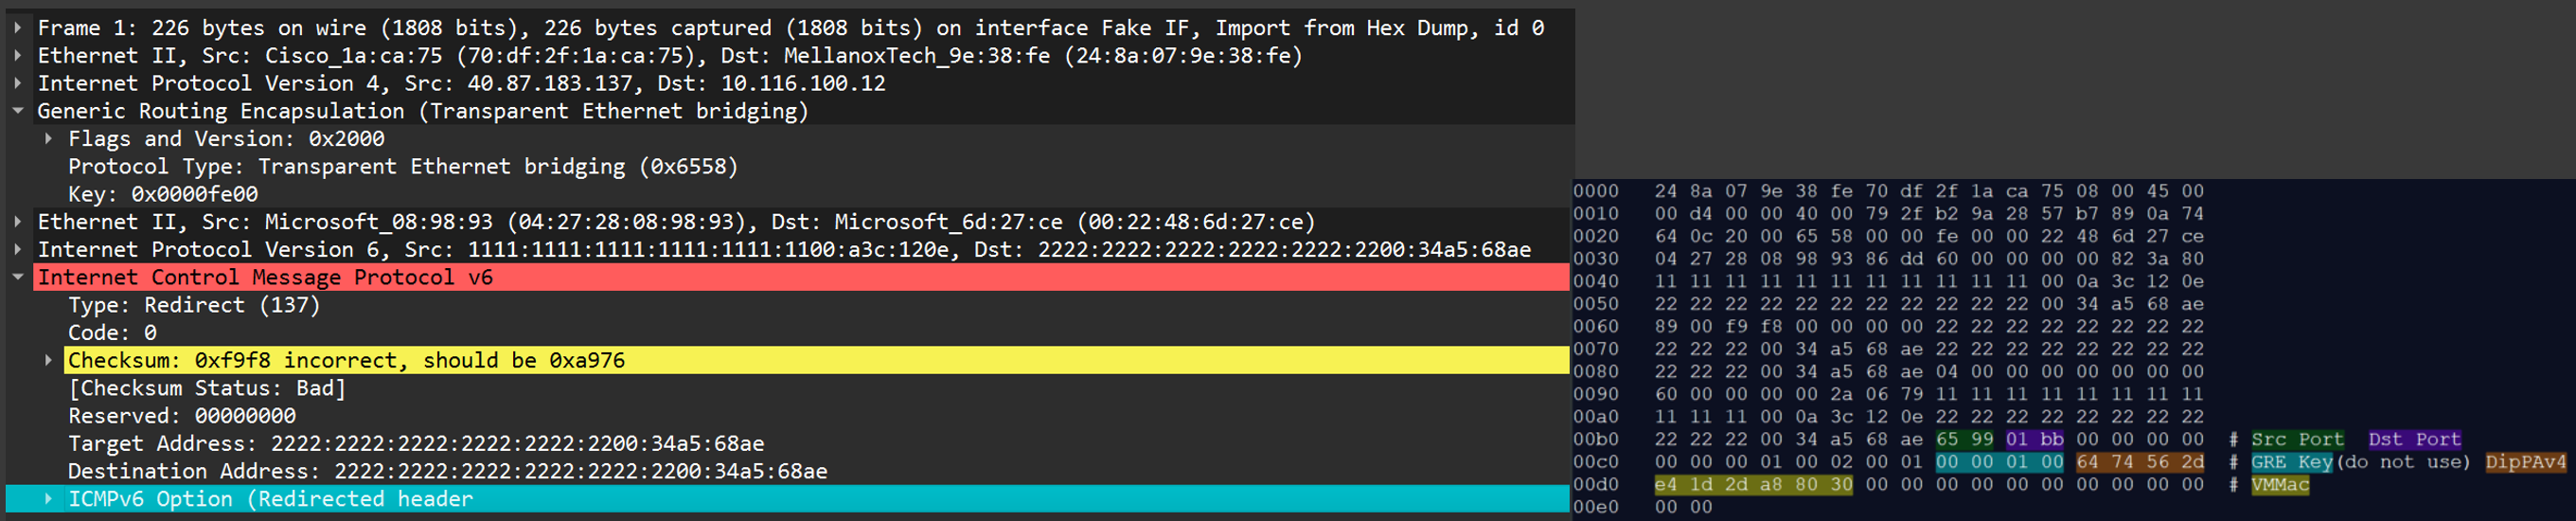 Frame 1: 226 bytes on wire (1808 bits), 226 bytes captured (1808 bits) on interface Fake IF, Import from Hex Dump, id 0
Ethernet II, Src: Cisco_1a:ca:75 (70:df:2f:1a:ca:75), Dst: MellanoxTech_9e:38:fe (24:8a:07:9e:38:fe)
Internet Protocol Version 4, Src: 40.87.183.137, Dst: 10.116.100.12
Generic Routing Encapsulation (Transparent Ethernet bridging)
Flags and Version: 0x2000
Protocol Type: Transparent Ethernet bridging (0x6558)
Key: 0x0000fe00
Ethernet II, Src: Microsoft_08:98:93 (04:27:28:08:98:93), Dst: Microsoft_6d:27:ce (00:22:48:6d:27:ce)
Internet Protocol Version 6, Src: 1111:1111:1111:1111:1111:1100:a3c:120e, Dst: 2222:2222:2222:2222:2222:2200:34a5:68ae
Internet Control Message Protocol v6
Type: Redirect (137)
Code: 0
Checksum: 0xf9f8 incorrect, should be 0xa976
[Checksum Status: Bad]
Reserved: 00000000
Target Address: 2222:2222:2222:2222:2222:2200:34a5:68ae
Destination Address: 2222:2222:2222:2222:2222:2200:34a5:68ae
ICMPv6 Option (Redirected header
0000 24 8a 07 9e 38 fe 70 df 2f 1a ca 75 08 00 45 00
0010 00 d4 00 00 40 00 79 2f b2 9a 28 57 b7 89 0a 74
0020 64 0c 20 00 65 58 00 00 fe 00 00 22 48 6d 27 ce
0030 04 27 28 08 98 93 86 dd 60 00 00 00 00 82 3a 80
0040 11 11 11 11 11 11 11 11 11 11 11 00 0a 3c 12 0e
0050 22 22 22 22 22 22 22 22 22 22 22 00 34 a5 68 ae
0060 89 00 f9 f8 00 00 00 00 22 22 22 22 22 22 22 22
0070 22 22 22 00 34 a5 68 ae 22 22 22 22 22 22 22 22
0080 22 22 22 00 34 a5 68 ae 04 00 00 00 00 00 00 00
0090 60 00 00 00 00 2a 06 79 11 11 11 11 11 11 11 11
00a0 11 11 11 00 0a 3c 12 0e 22 22 22 22 22 22 22 22
00b0 22 22 22 00 34 a5 68 ae 65 99 01 bb 00 00 00 00 # Src Port Dst Port
00c0 00 00 00 01 00 02 00 01 00 00 01 00 64 74 56 2d # GRE Key(do not use) DipPAv4
00d0 e4 1d 2d a8 80 30 00 00 00 00 00 00 00 00 00 00 # VMMac
00e0 00 00